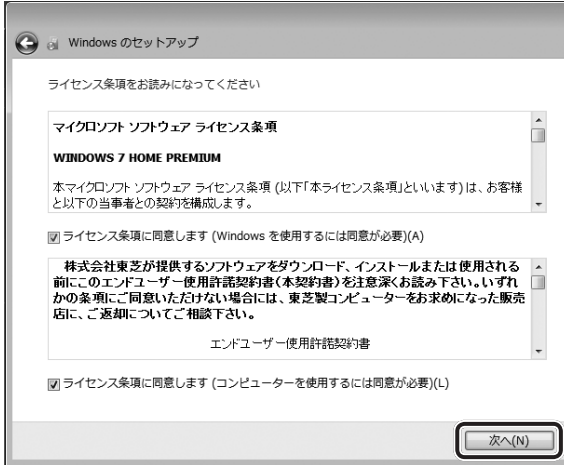 Windows のセットアップ
ライセンス条項をお読みになってください
マイクロソフト ソフトウェア ライセンス条項
WINDOWS 7 HOME PREMIUM
本マイクロソフト ソフトウェア ライセンス条項 (以下「本ライセンス条項」といいます) は、お客様
と以下の当事者との契約を構成します。
ライセンス条項に同意します (Windows を使用するには同意が必要)(A)
株式会社東芝が提供するソフトウェアをダウンロード、インストールまたは使用される
前にこのエンドユーザー使用許諾契約書(本契約書)を注意深くお読み下さい。いずれ
かの条項にご同意いただけない場合には、東芝製コンピューターをお求めになった販売
店に、ご返却についてご相談下さい。
エンドユーザー使用許諾契約書
ライセンス条項に同意します (コンピューターを使用するには同意が必要)(L)
次へ(N)